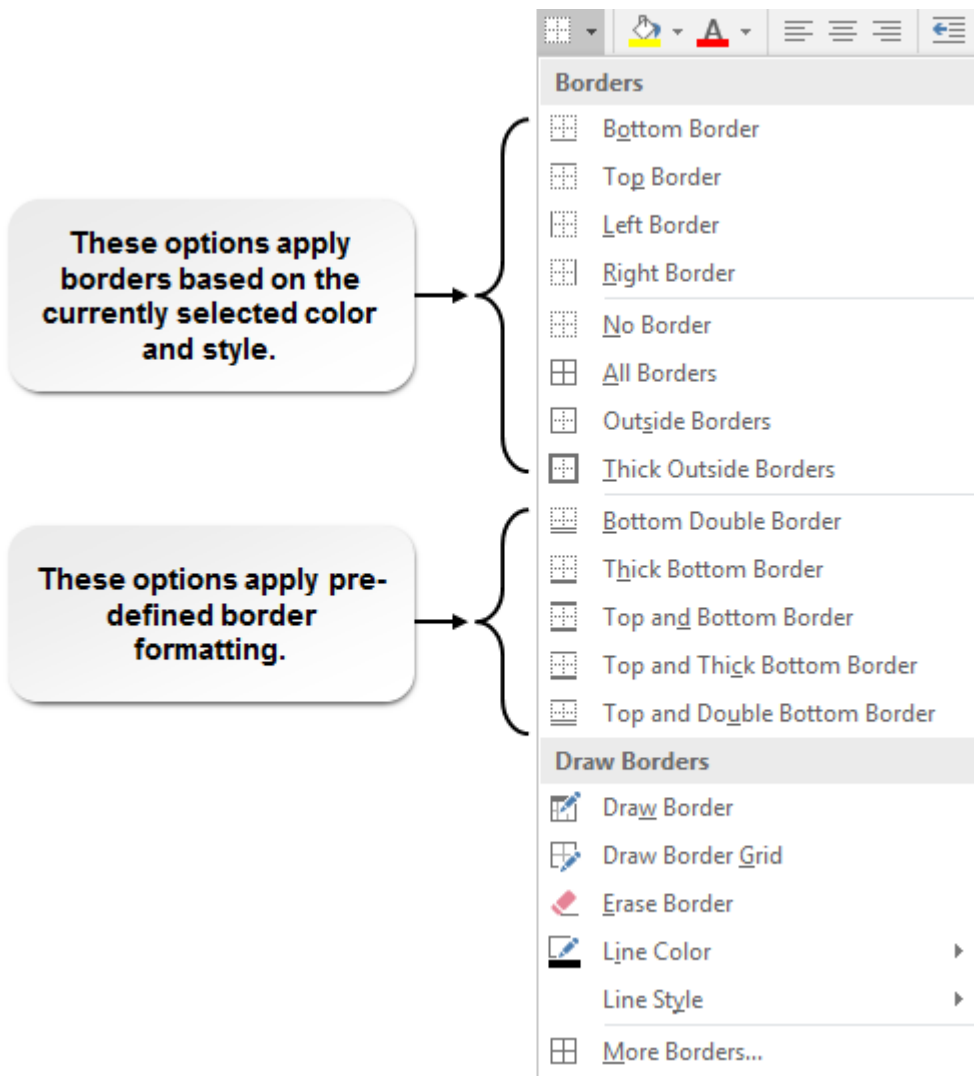 A
Borders
Bottom Border
Top Border
Left Border
Right Border
No Border
All Borders
Outside Borders
Thick Outside Borders
These options apply
borders based on the
currently selected color
and style.
Bottom Double Border
Thick Bottom Border
Top and Bottom Border
Top and Thick Bottom Border
Top and Double Bottom Border
These options apply pre-
defined border
formatting.
Draw Borders
Draw Border
Draw Border Grid
Erase Border
Line Color
Line Style
More Borders...